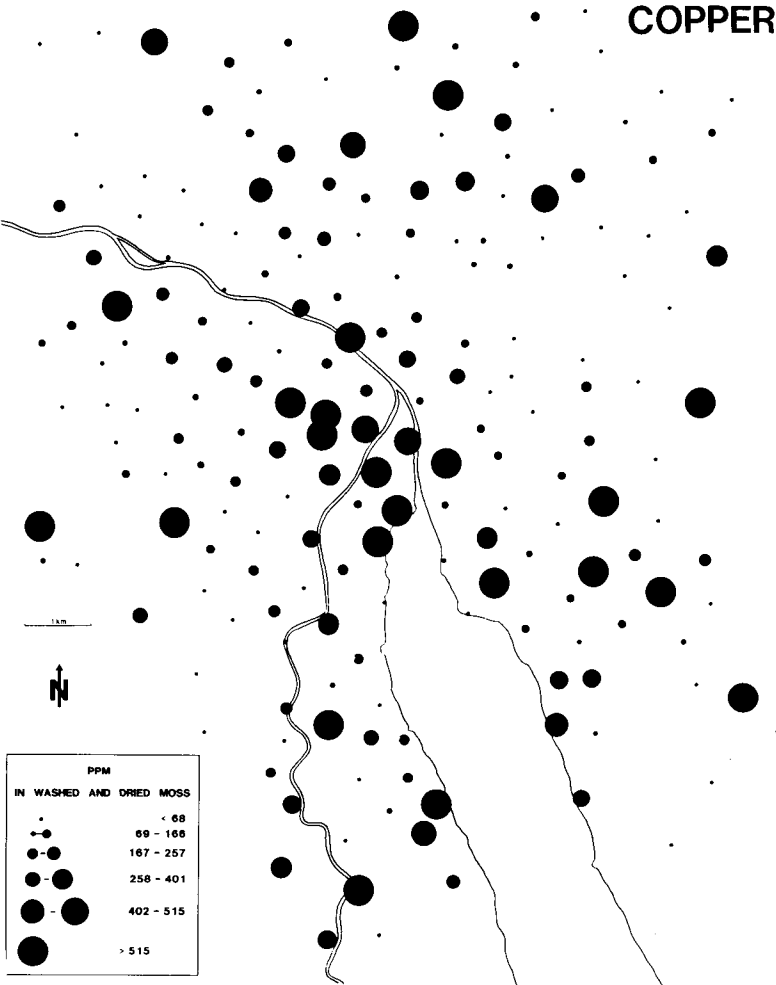 COPPER
1 km
N
PPM
IN WASHED AND DRIED MOSS
< 68
69 - 166
167 - 257
258 - 401
402 - 515
> 515